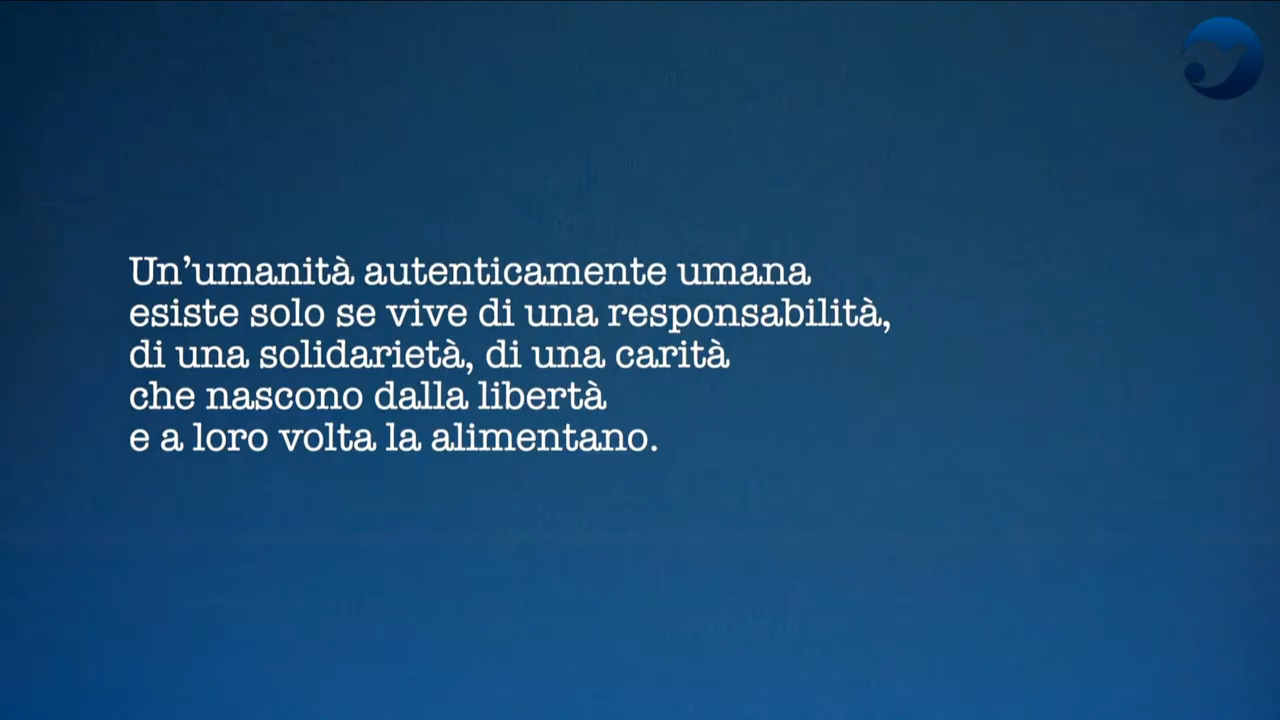 Un’umanità autenticamente umana
esiste solo se vive di una responsabilità,
di una solidarietà, di una carità
che nascono dalla libertà
e a loro volta la alimentano.